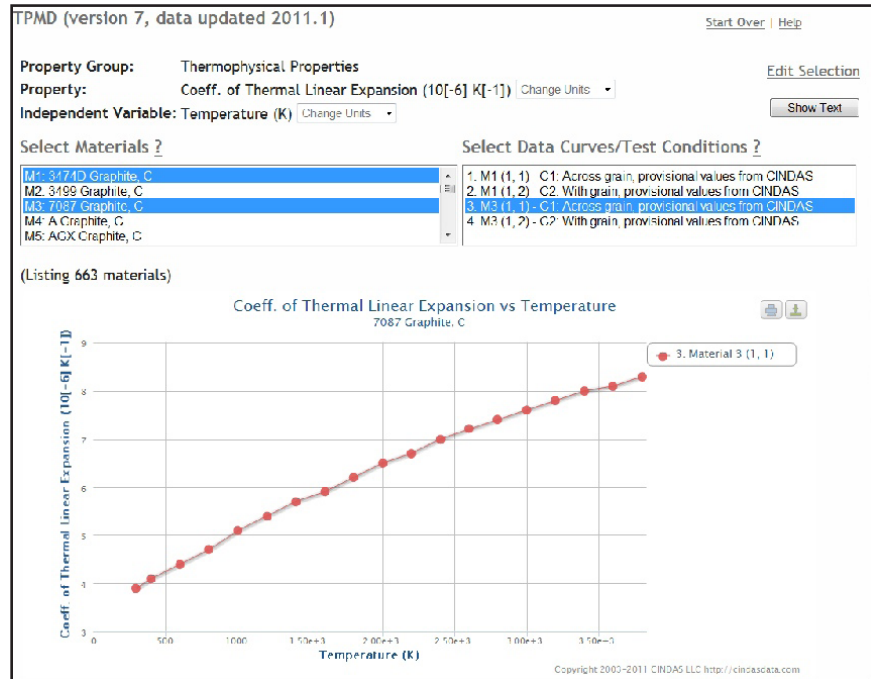 TPMD (version 7, data updated 2011.1)
Start Over | Help
Property Group: Thermophysical Properties
Edit Selection
Property: Coeff. of Thermal Linear Expansion (10[-6] K[-1]) Change Units
Independent Variable: Temperature (K) Change Units
Show Text
Select Materials ?
Select Data Curves/Test Conditions ?
M1: 3474D Graphite, C
M2: 3499 Graphite, C
M3: 7087 Graphite, C
M4: A Graphite, C
M5: AGX Graphite, C
1. M1 (1, 1) - C1: Across grain, provisional values from CINDAS
2. M1 (1, 2) - C2: With grain, provisional values from CINDAS
3. M3 (1, 1) - C1: Across grain, provisional values from CINDAS
4. M3 (1, 2) - C2: With grain, provisional values from CINDAS
(Listing 663 materials)
Coeff. of Thermal Linear Expansion vs Temperature
7087 Graphite, C
3. Material 3 (1, 1)
Coeff. of Thermal Linear Expansion (10[-6] K[-1])
9
8
7
6
5
4
3
0 500 1000 1.50e+3 2.00e+3 2.50e+3 3.00e+3 3.50e+3
Temperature (K)
Copyright 2003-2011 CINDAS LLC http://cindasdata.com